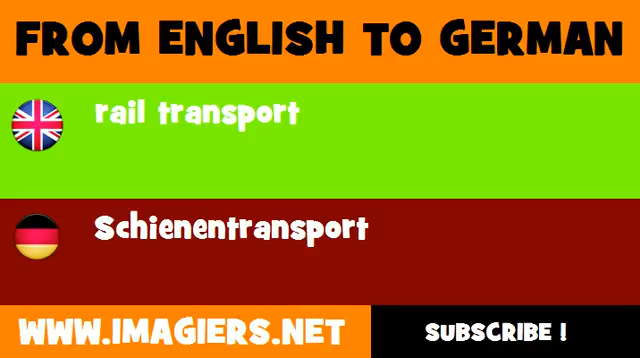 FROM ENGLISH TO GERMAN
rail transport
Schienentransport
WWW.IMAGIERS.NET
SUBSCRIBE !